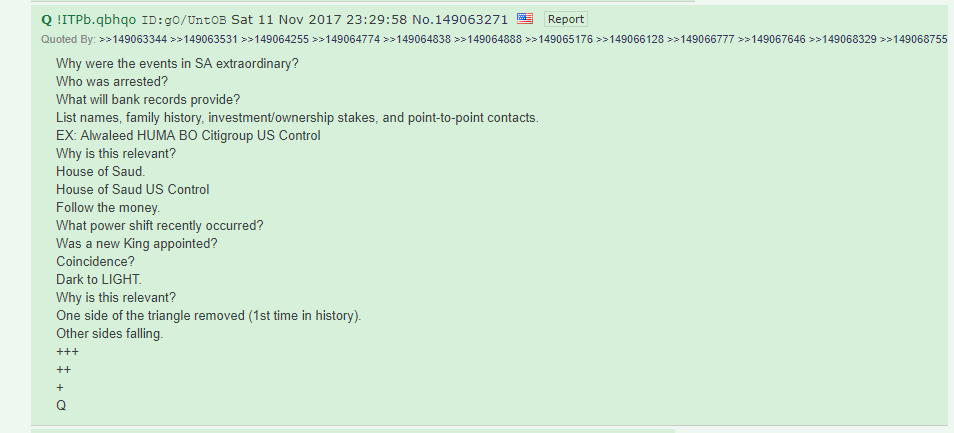 Q !ITPb.qbhqo ID:gO/UntOB Sat 11 Nov 2017 23:29:58 No.149063271 Report
Quoted By: >>149063344 >>149063531 >>149064255 >>149064774 >>149064838 >>149064888 >>149065176 >>149066128 >>149066777 >>149067646 >>149068329 >>149068755
Why were the events in SA extraordinary?
Who was arrested?
What will bank records provide?
List names, family history, investment/ownership stakes, and point-to-point contacts.
EX: Alwaleed HUMA BO Citigroup US Control
Why is this relevant?
House of Saud.
House of Saud US Control
Follow the money.
What power shift recently occurred?
Was a new King appointed?
Coincidence?
Dark to LIGHT.
Why is this relevant?
One side of the triangle removed (1st time in history).
Other sides falling.
+++
++
+
Q